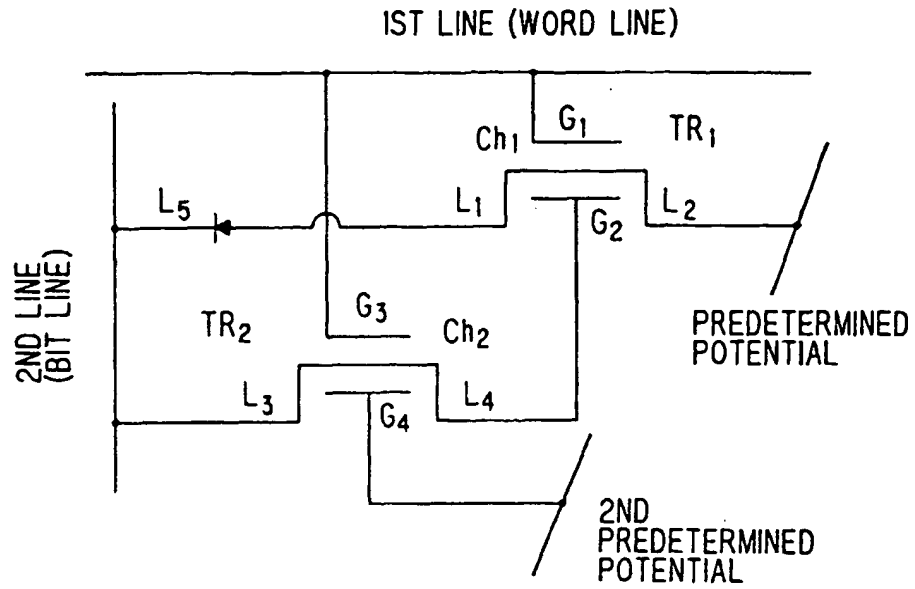 1ST LINE (WORD LINE)
G1
TR1
Ch1
L5
L1
G2
L2
2ND LINE
(BIT LINE)
TR2
G3
Ch2
PREDETERMINED
POTENTIAL
L3
G4
L4
2ND
PREDETERMINED
POTENTIAL